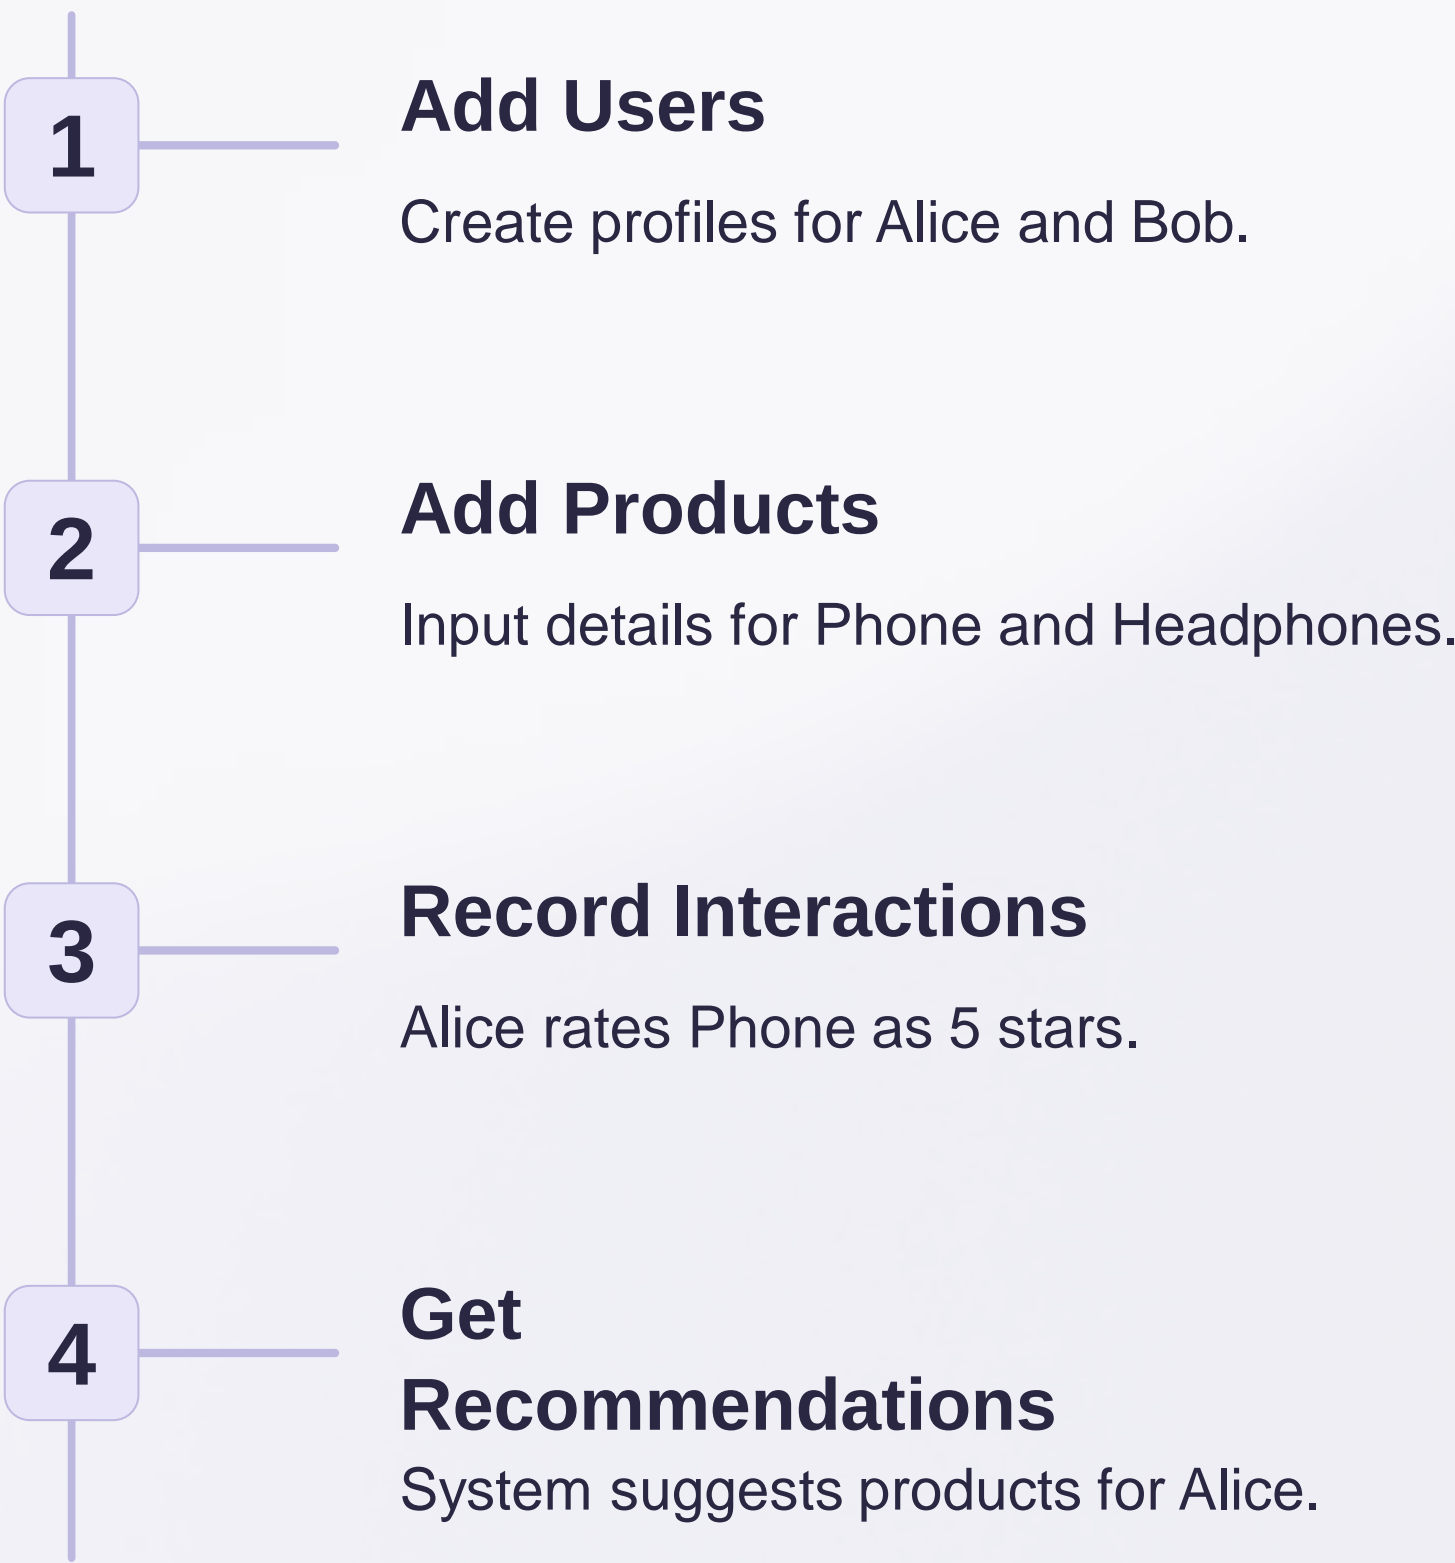 1
Add Users
Create profiles for Alice and Bob.
2
Add Products
Input details for Phone and Headphones.
3
Record Interactions
Alice rates Phone as 5 stars.
4
Get
Recommendations
System suggests products for Alice.